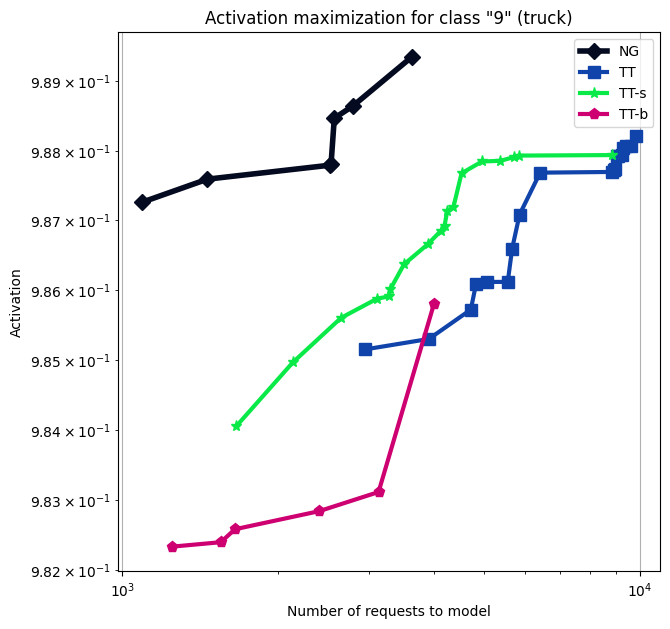 Activation maximization for class "9" (truck)
NG
TT
TT-s
TT-b
9.89 × 10⁻¹
9.88 × 10⁻¹
9.87 × 10⁻¹
9.86 × 10⁻¹
9.85 × 10⁻¹
9.84 × 10⁻¹
9.83 × 10⁻¹
9.82 × 10⁻¹
Activation
10³ 10⁴
Number of requests to model